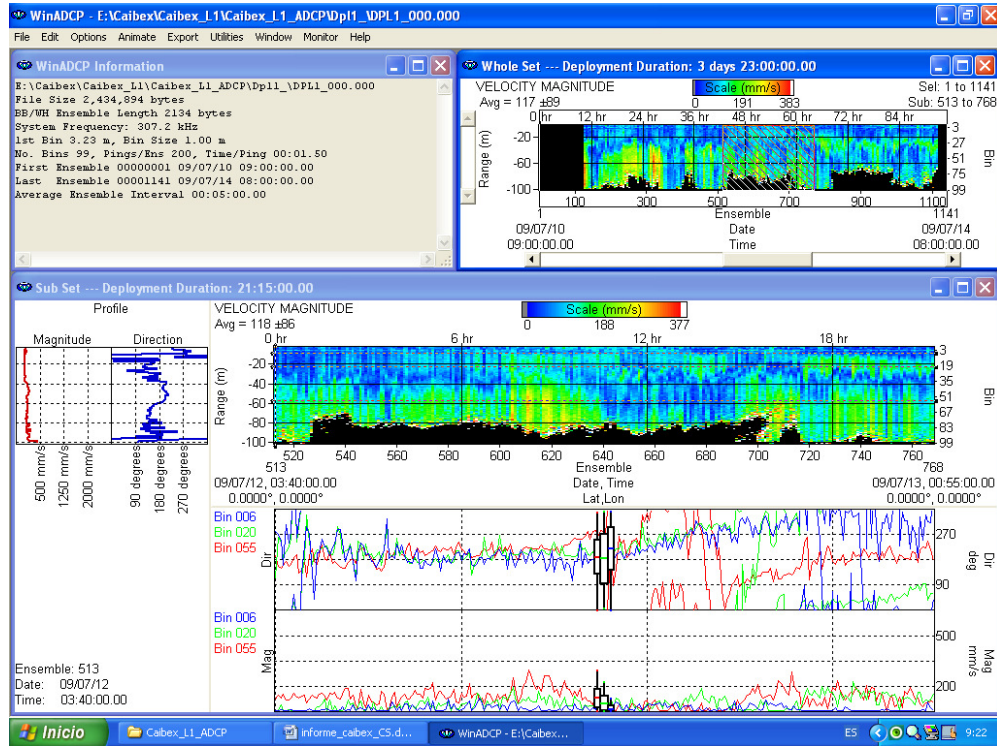 WinADCP - E:\Caibex\Caibex_L1\Caibex_L1_ADCP\Dpl1_\DPL1_000.000
File Edit Options Animate Export Utilities Window Monitor Help
WinADCP Information
E:\Caibex\Caibex_L1\Caibex_L1_ADCP\Dpl1_\DPL1_000.000
File Size 2,434,894 bytes
BB/WH Ensemble Length 2134 bytes
System Frequency: 307.2 kHz
1st Bin 3.23 m, Bin Size 1.00 m
No. Bins 99, Pings/Ens 200, Time/Ping 00:01.50
First Ensemble 00000001 09/07/10 09:00:00.00
Last Ensemble 00001141 09/07/14 08:00:00.00
Average Ensemble Interval 00:05:00.00
Whole Set --- Deployment Duration: 3 days 23:00:00.00
VELOCITY MAGNITUDE
Scale (mm/s)
Sel: 1 to 1141
Avg = 117 ±89
0 191 383
Sub: 513 to 768
0 hr 12 hr 24 hr 36 hr 48 hr 60 hr 72 hr 84 hr
Range (m)
-20
-60
-100
3
27
51
75
99
Bin
100 300 500 700 900 1100
1 Ensemble 1141
09/07/10 Date 09/07/14
09:00:00.00 Time 08:00:00.00
Sub Set --- Deployment Duration: 21:15:00.00
Profile
Magnitude Direction
500 mm/s
1250 mm/s
2000 mm/s
90 degrees
180 degrees
270 degrees
VELOCITY MAGNITUDE
Scale (mm/s)
Avg = 118 ±86
0 188 377
0 hr 6 hr 12 hr 18 hr
Range (m)
-20
-40
-60
-80
-100
3
19
35
51
67
83
99
Bin
520 540 560 580 600 620 640 660 680 700 720 740 760
513 Ensemble 768
09/07/12, 03:40:00.00 Date, Time 09/07/13, 00:55:00.00
0.0000°, 0.0000° Lat,Lon 0.0000°, 0.0000°
Bin 006
Bin 020
Bin 055
Dir
270
90
Dir
deg
Bin 006
Bin 020
Bin 055
Mag
500
200
Mag
mm/s
Ensemble: 513
Date: 09/07/12
Time: 03:40:00.00
Inicio
Caibex_L1_ADCP
informe_caibex_CS.d...
WinADCP - E:\Caibex...
ES
9:22